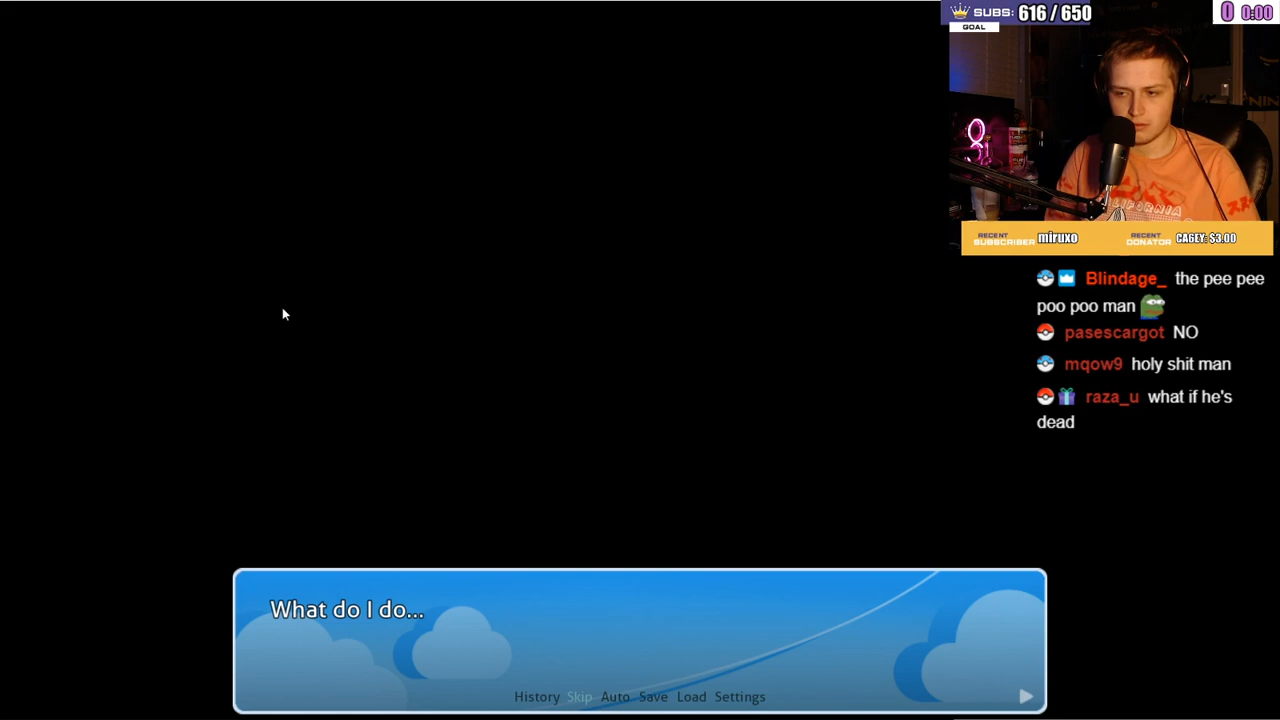 SUBS: 616 / 650
0 0:00
GOAL
RECENT SUBSCRIBER miruxo
RECENT DONATOR CA6EY: $3.00
Blindage_ the pee pee
poo poo man
pasescargot NO
mqow9 holy shit man
raza_u what if he's
dead
What do I do...
History Skip Auto Save Load Settings